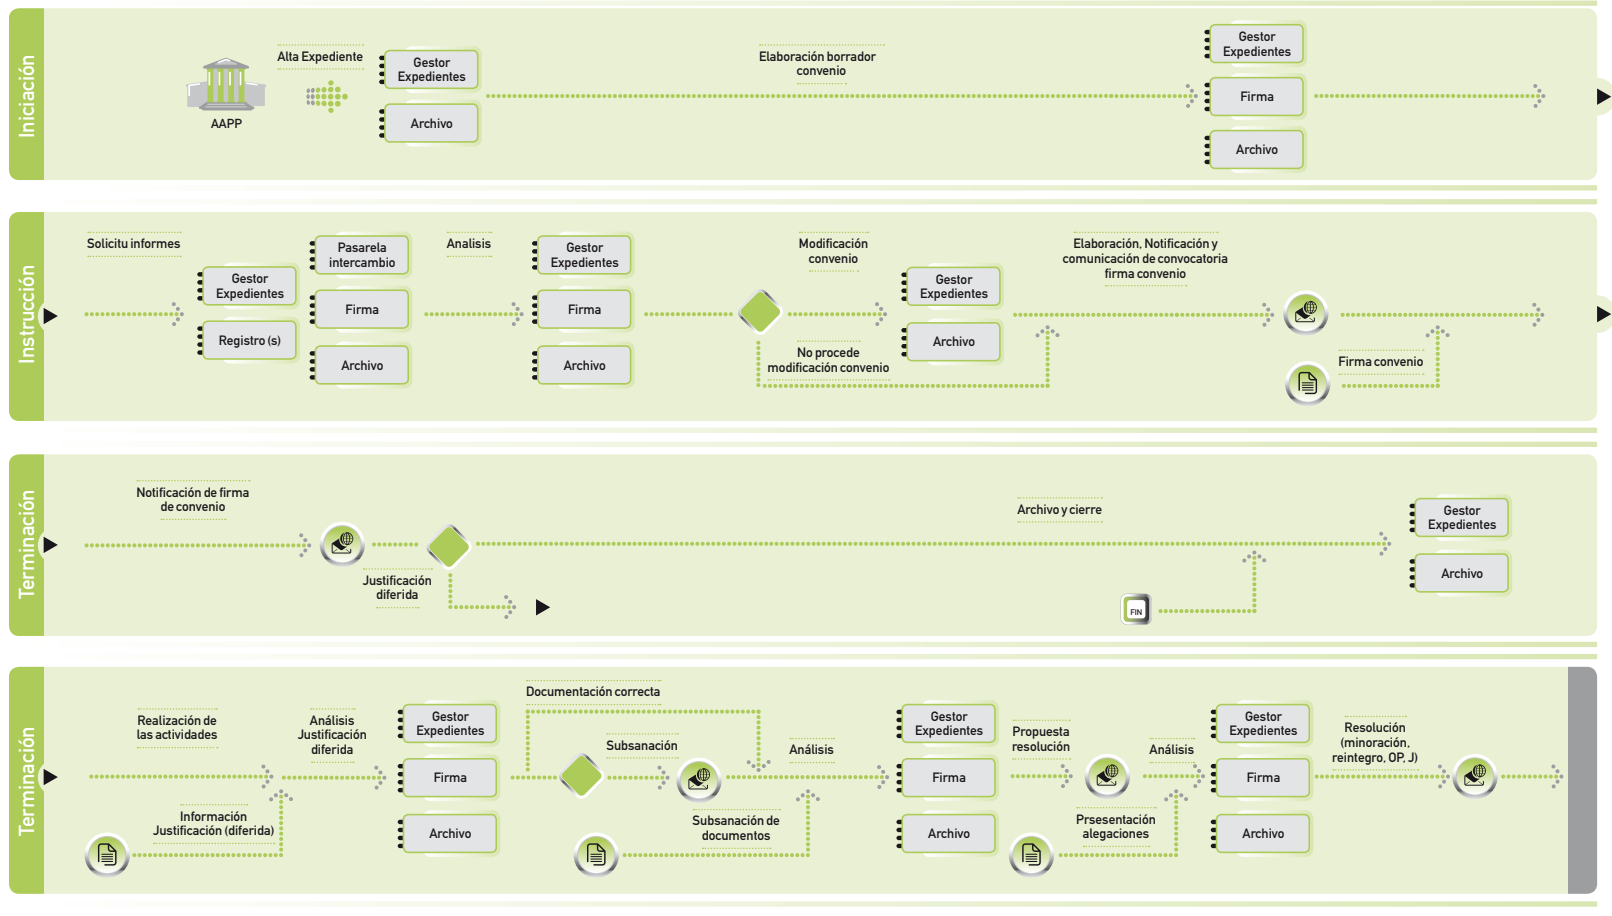 Iniciación
AAPP
Alta Expediente
Gestor
Expedientes
Archivo
Elaboración borrador
convenio
Gestor
Expedientes
Firma
Archivo
Instrucción
Solicitu informes
Gestor
Expedientes
Registro (s)
Pasarela
intercambio
Firma
Archivo
Analisis
Gestor
Expedientes
Firma
Archivo
Modificación
convenio
No procede
modificación convenio
Gestor
Expedientes
Archivo
Elaboración, Notificación y
comunicación de convocatoria
firma convenio
Firma convenio
Terminación
Notificación de firma
de convenio
Justificación
diferida
Archivo y cierre
FIN
Gestor
Expedientes
Archivo
Terminación
Realización de
las actividades
Información
Justificación (diferida)
Análisis
Justificación
diferida
Gestor
Expedientes
Firma
Archivo
Documentación correcta
Subsanación
Subsanación de
documentos
Análisis
Gestor
Expedientes
Firma
Archivo
Propuesta
resolución
Prsesentación
alegaciones
Análisis
Gestor
Expedientes
Firma
Archivo
Resolución
(minoración,
reintegro, OP, J)